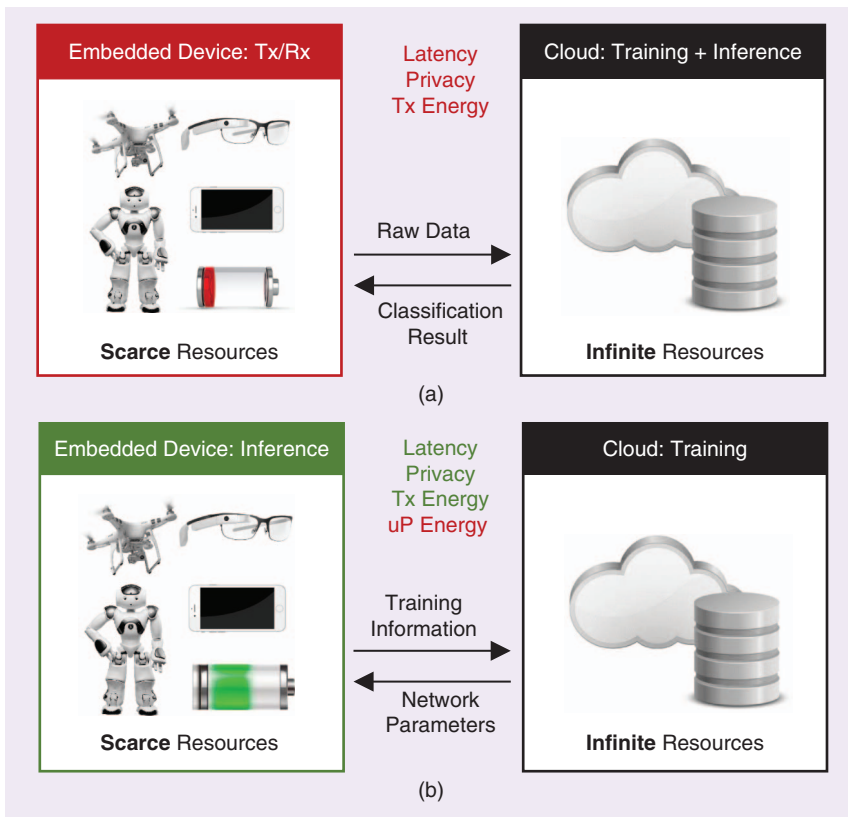 Embedded Device: Tx/Rx
Latency
Privacy
Tx Energy
Cloud: Training + Inference
Raw Data
Classification
Result
Scarce Resources
Infinite Resources
(a)
Embedded Device: Inference
Latency
Privacy
Tx Energy
uP Energy
Cloud: Training
Training
Information
Network
Parameters
Scarce Resources
Infinite Resources
(b)